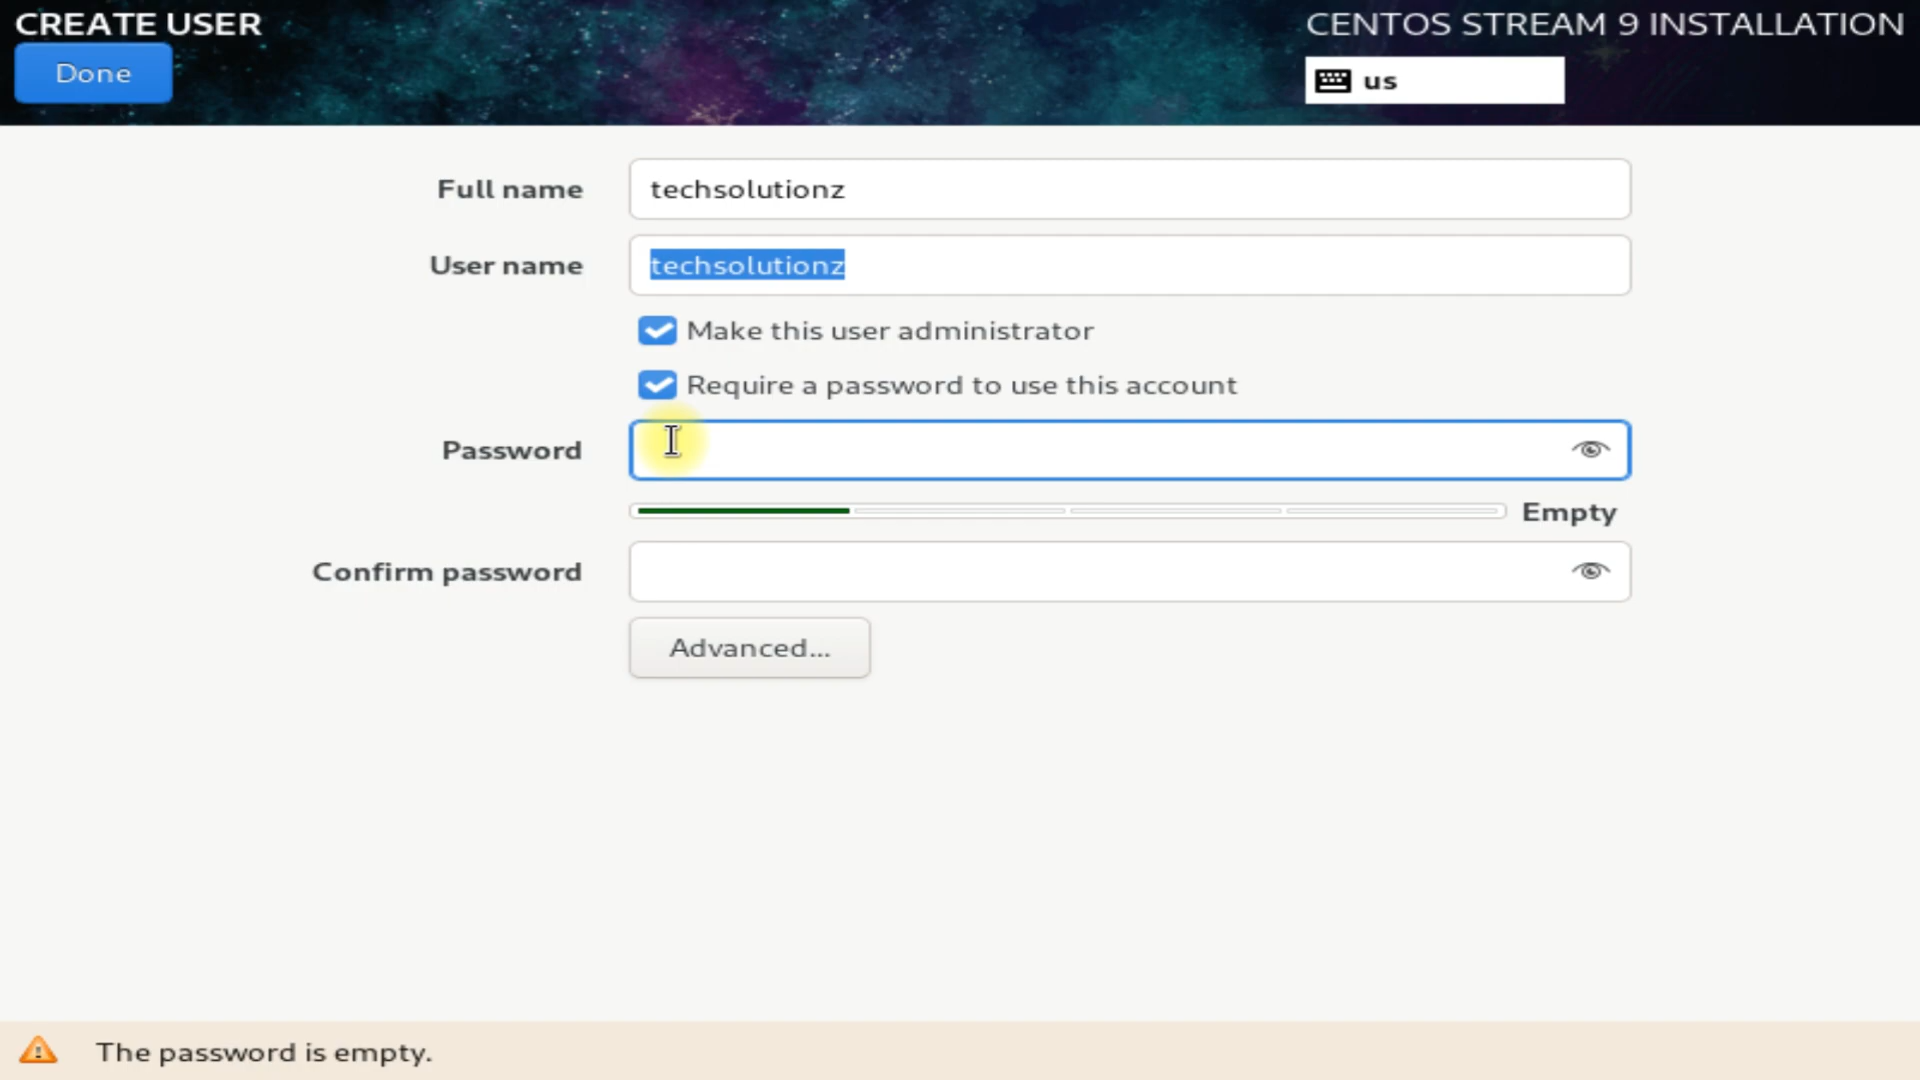 CREATE USER
CENTOS STREAM 9 INSTALLATION
Done
us
Full name
techsolutionz
User name
techsolutionz
Make this user administrator
Require a password to use this account
Password
Empty
Confirm password
Advanced...
The password is empty.